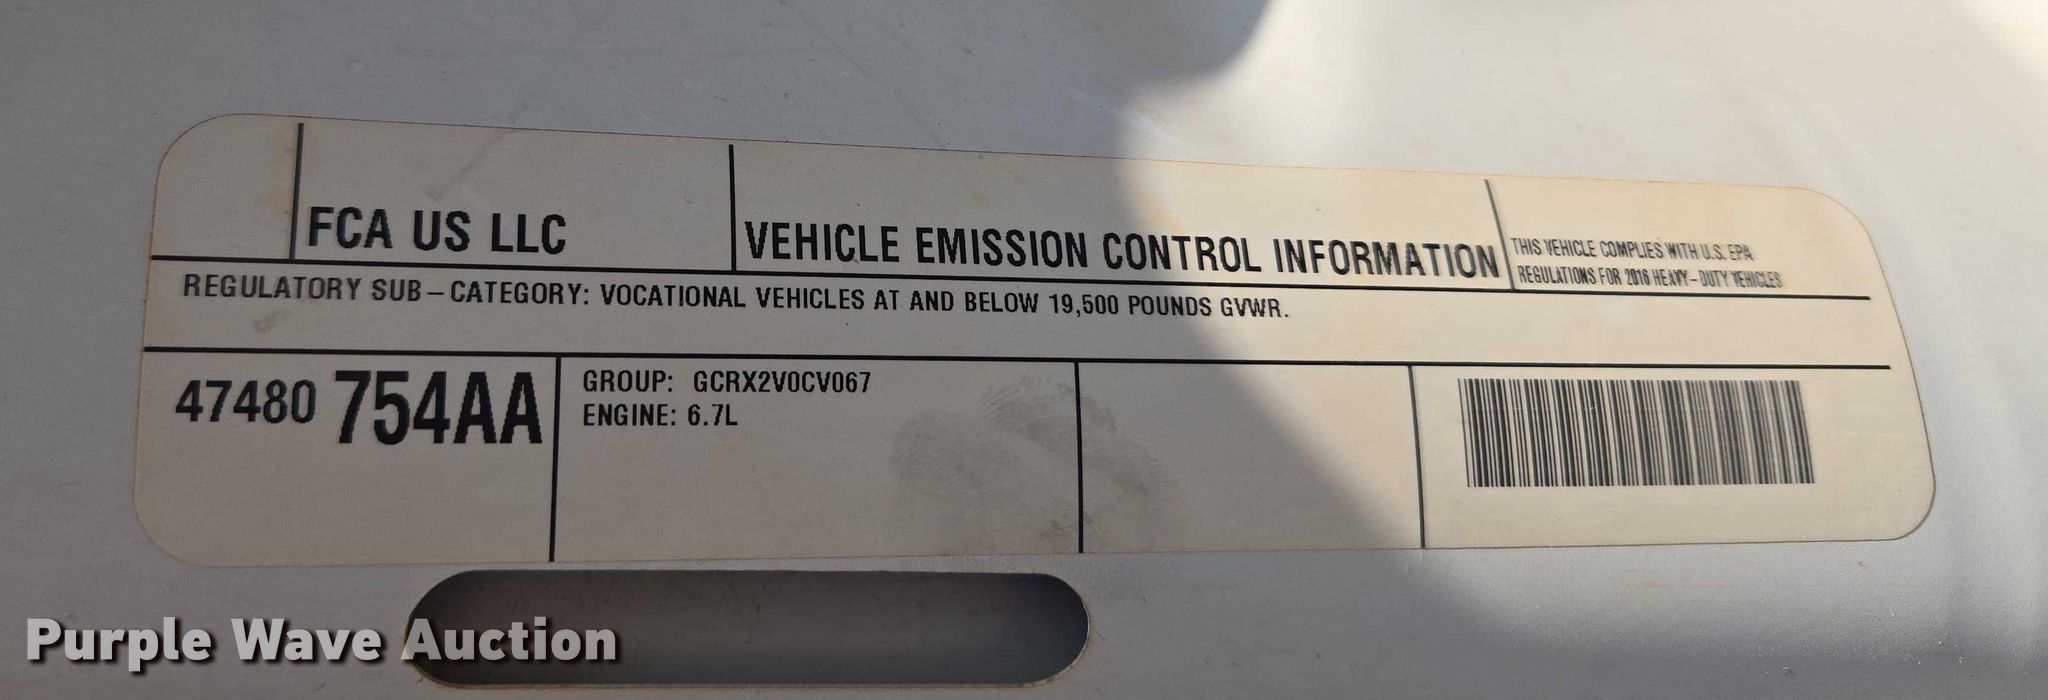 FCA US LLC
VEHICLE EMISSION CONTROL INFORMATION
THIS VEHICLE COMPLIES WITH U.S. EPA
REGULATIONS FOR 2016 HEAVY-DUTY VEHICLES
REGULATORY SUB-CATEGORY: VOCATIONAL VEHICLES AT AND BELOW 19,500 POUNDS GVWR.
47480 754AA
GROUP: GCRX2V0CV067
ENGINE: 6.7L
Purple Wave Auction